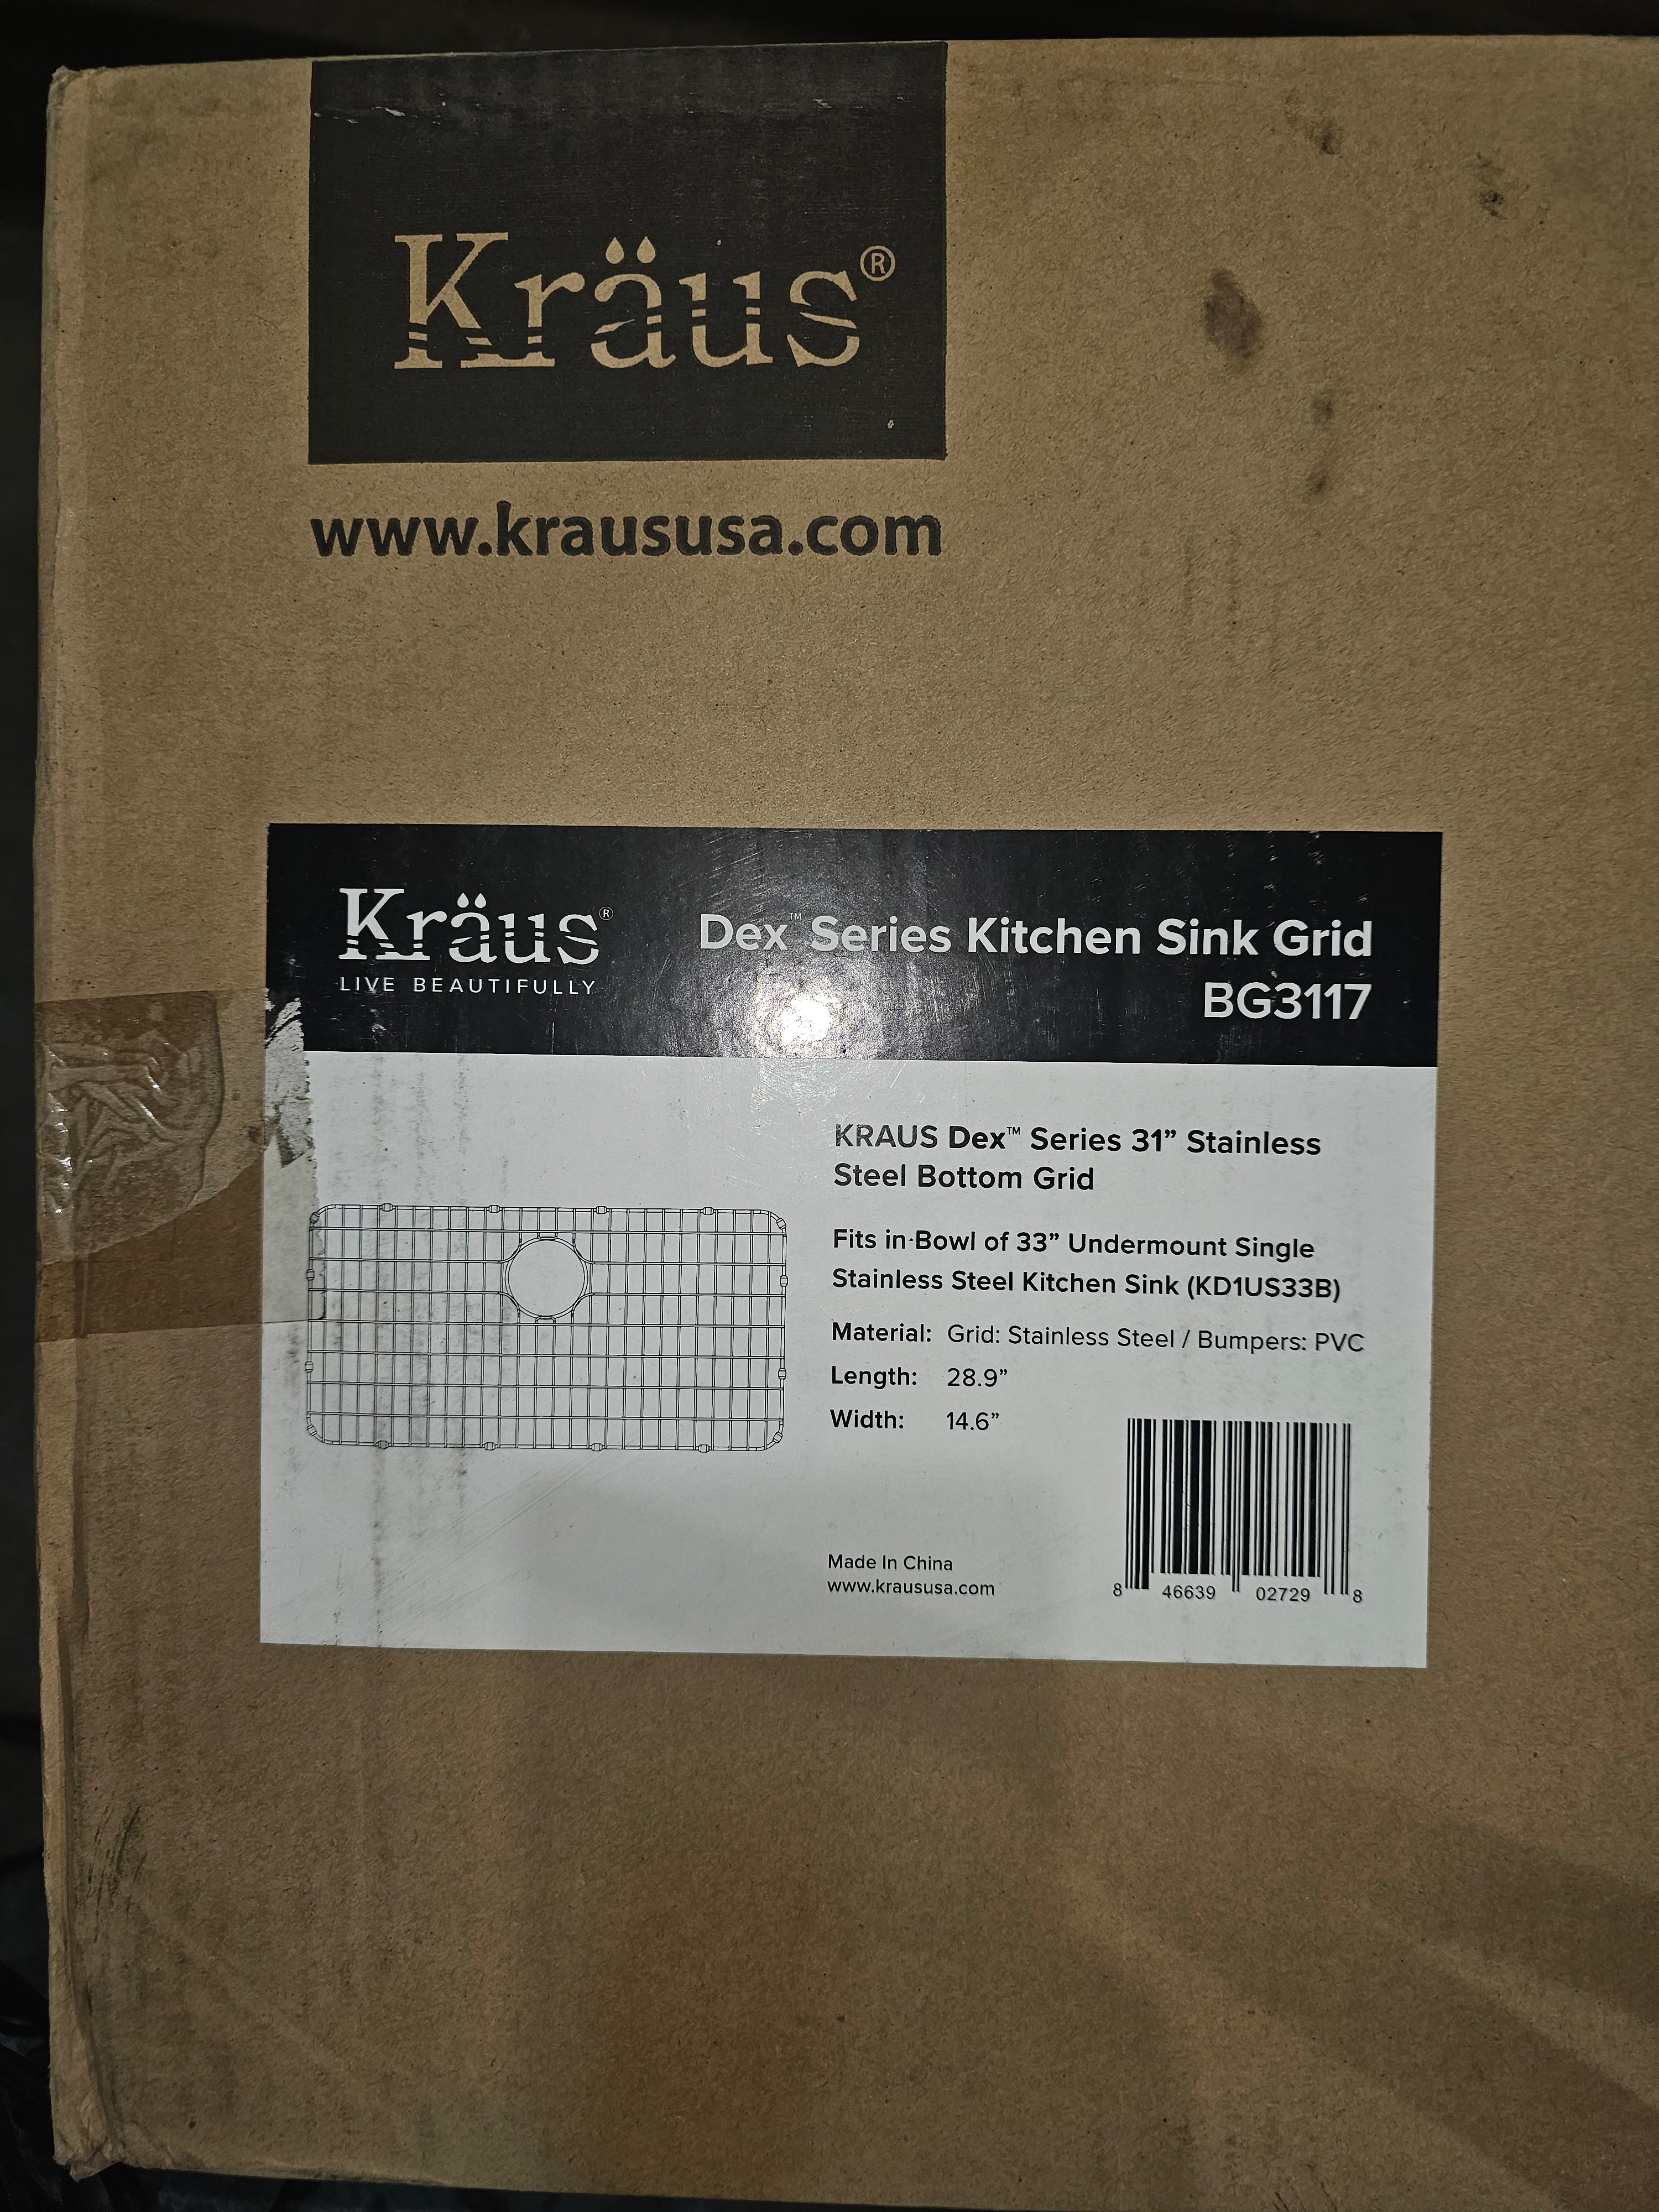 Kräus®
www.kraususa.com
Kräus®
LIVE BEAUTIFULLY
Dex™ Series Kitchen Sink Grid
BG3117
KRAUS Dex™ Series 31” Stainless
Steel Bottom Grid
Fits in-Bowl of 33” Undermount Single
Stainless Steel Kitchen Sink (KD1US33B)
Material: Grid: Stainless Steel / Bumpers: PVC
Length: 28.9”
Width: 14.6”
Made In China
www.kraususa.com
8 46639 02729 8